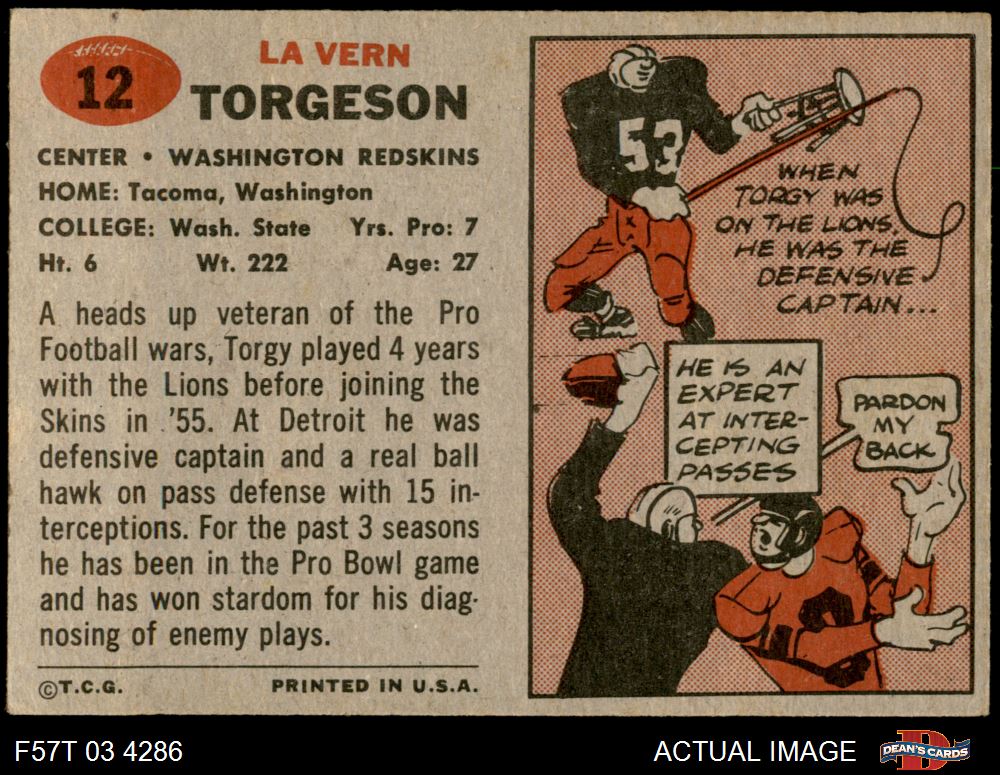 12
LA VERN
TORGESON
CENTER • WASHINGTON REDSKINS
HOME: Tacoma, Washington
COLLEGE: Wash. State Yrs. Pro: 7
Ht. 6 Wt. 222 Age: 27
A heads up veteran of the Pro
Football wars, Torgy played 4 years
with the Lions before joining the
Skins in '55. At Detroit he was
defensive captain and a real ball
hawk on pass defense with 15 in-
terceptions. For the past 3 seasons
he has been in the Pro Bowl game
and has won stardom for his diag-
nosing of enemy plays.
©T.C.G. PRINTED IN U.S.A.
53
WHEN
TORGY WAS
ON THE LIONS,
HE WAS THE
DEFENSIVE
CAPTAIN...
HE IS AN
EXPERT
AT INTER-
CEPTING
PASSES
PARDON
MY
BACK
F57T 03 4286
ACTUAL IMAGE
DEAN'S CARDS